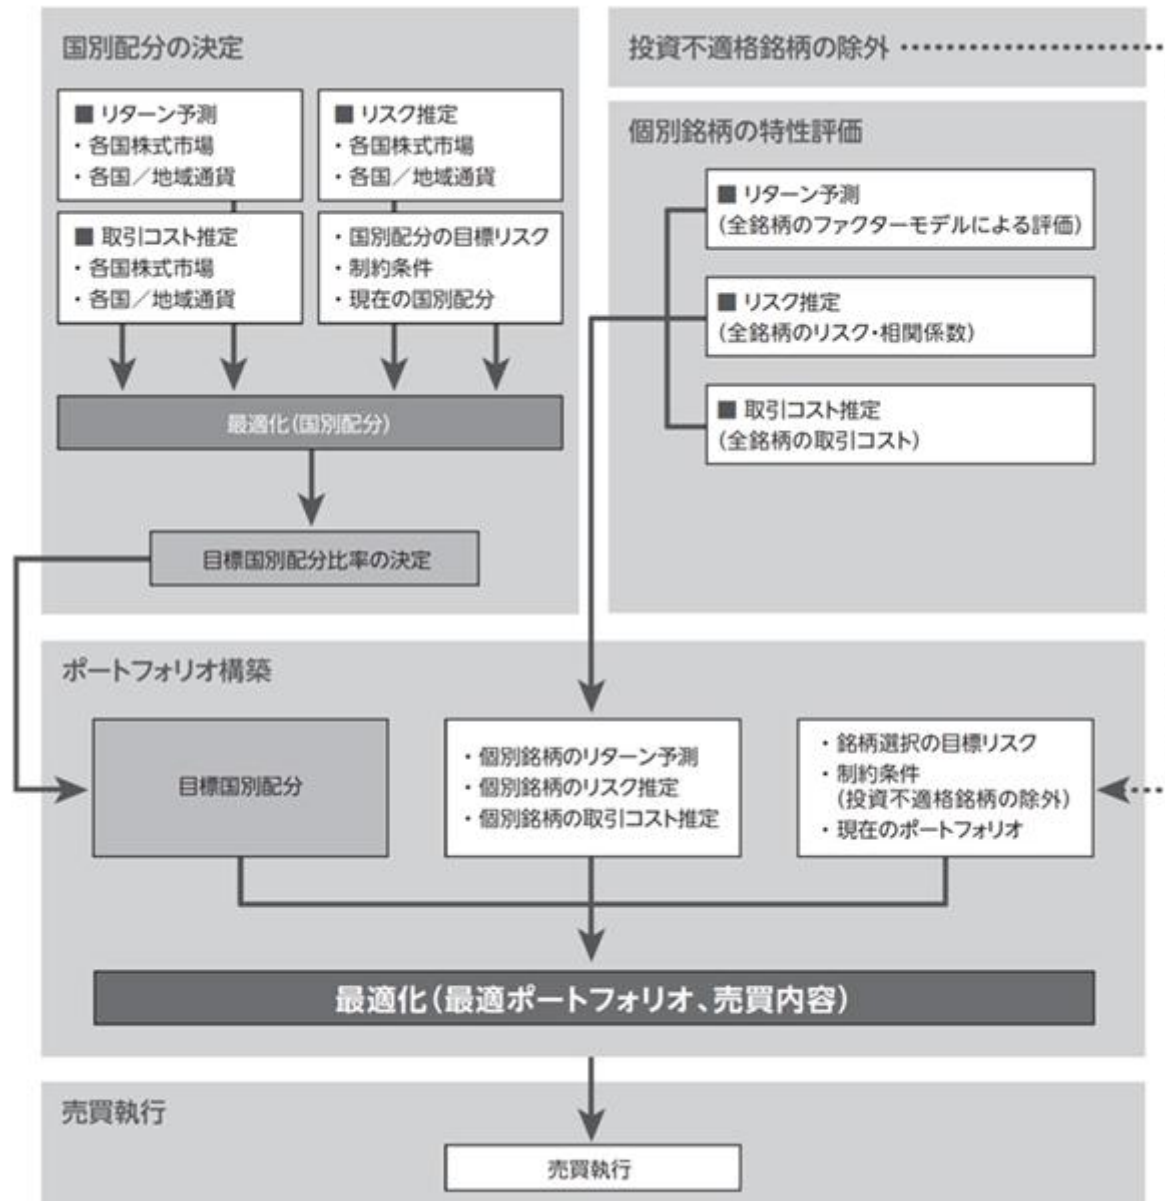 国別配分の決定
■ リターン予測
・各国株式市場
・各国／地域通貨
■ リスク推定
・各国株式市場
・各国／地域通貨
■ 取引コスト推定
・各国株式市場
・各国／地域通貨
・国別配分の目標リスク
・制約条件
・現在の国別配分
最適化(国別配分)
目標国別配分比率の決定
投資不適格銘柄の除外
個別銘柄の特性評価
■ リターン予測
(全銘柄のファクターモデルによる評価)
■ リスク推定
(全銘柄のリスク・相関係数)
■ 取引コスト推定
(全銘柄の取引コスト)
ポートフォリオ構築
目標国別配分
・個別銘柄のリターン予測
・個別銘柄のリスク推定
・個別銘柄の取引コスト推定
・銘柄選択の目標リスク
・制約条件
(投資不適格銘柄の除外)
・現在のポートフォリオ
最適化(最適ポートフォリオ、売買内容)
売買執行
売買執行